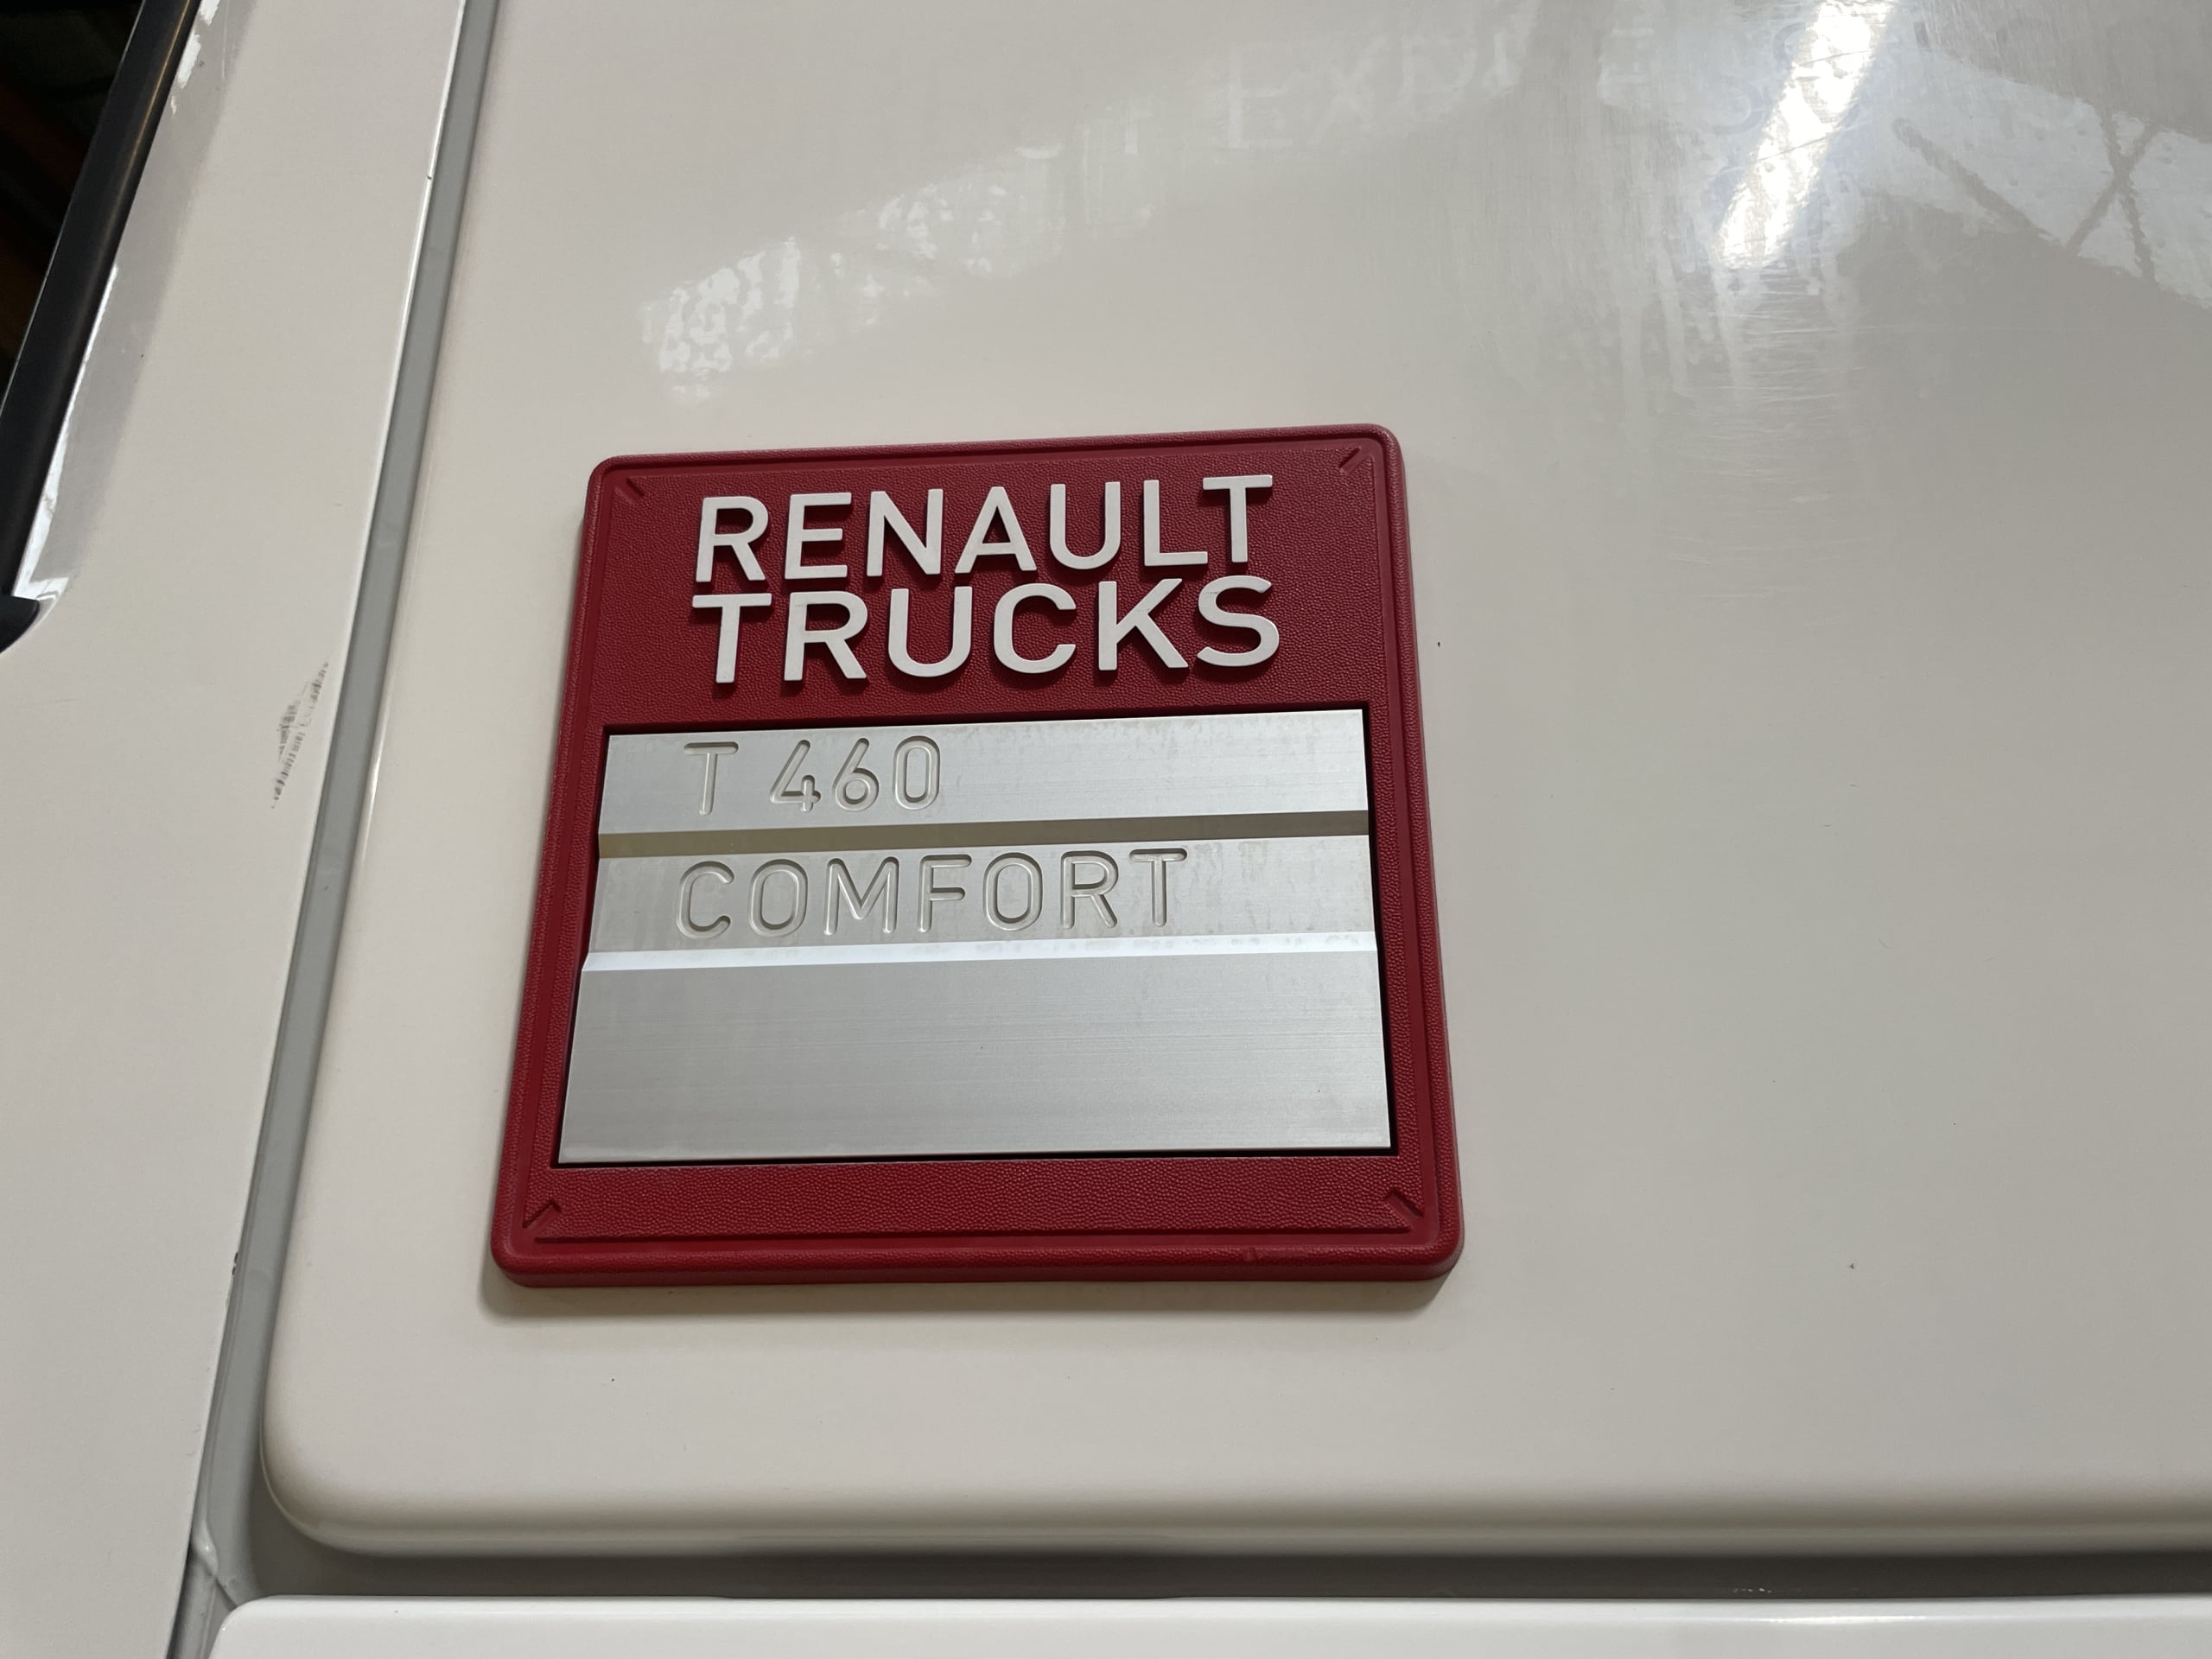 RENAULT
TRUCKS
T 460
COMFORT